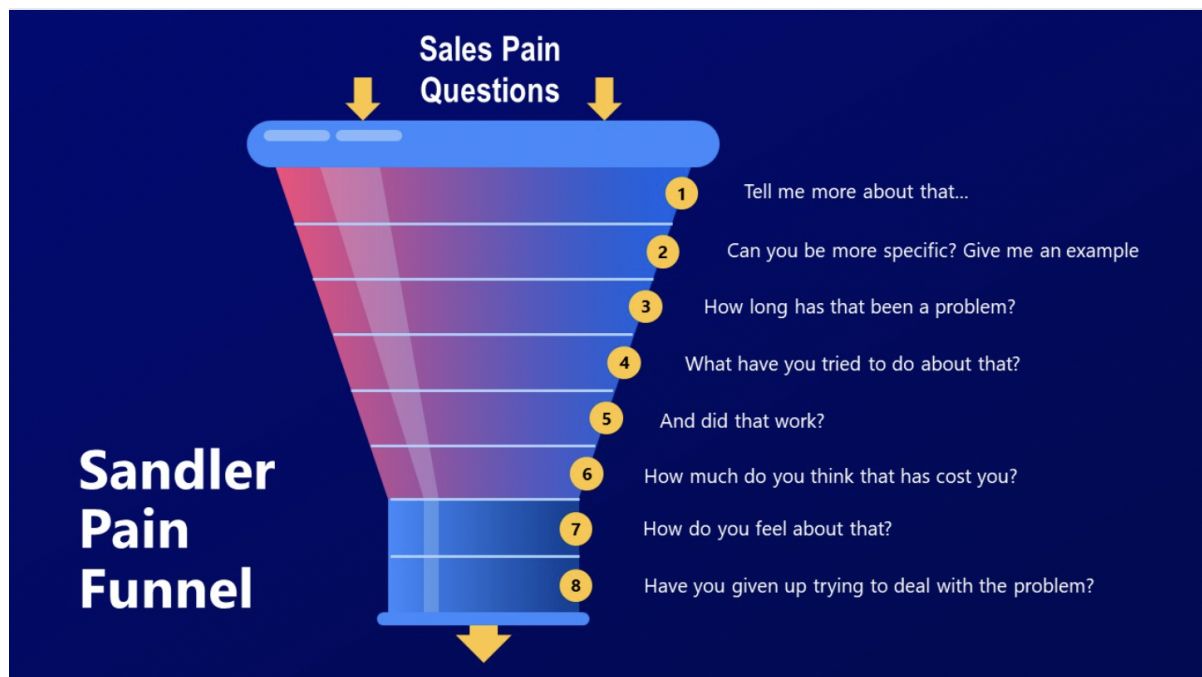 Sales Pain
Questions
1 Tell me more about that...
2 Can you be more specific? Give me an example
3 How long has that been a problem?
4 What have you tried to do about that?
5 And did that work?
6 How much do you think that has cost you?
7 How do you feel about that?
8 Have you given up trying to deal with the problem?
Sandler
Pain
Funnel